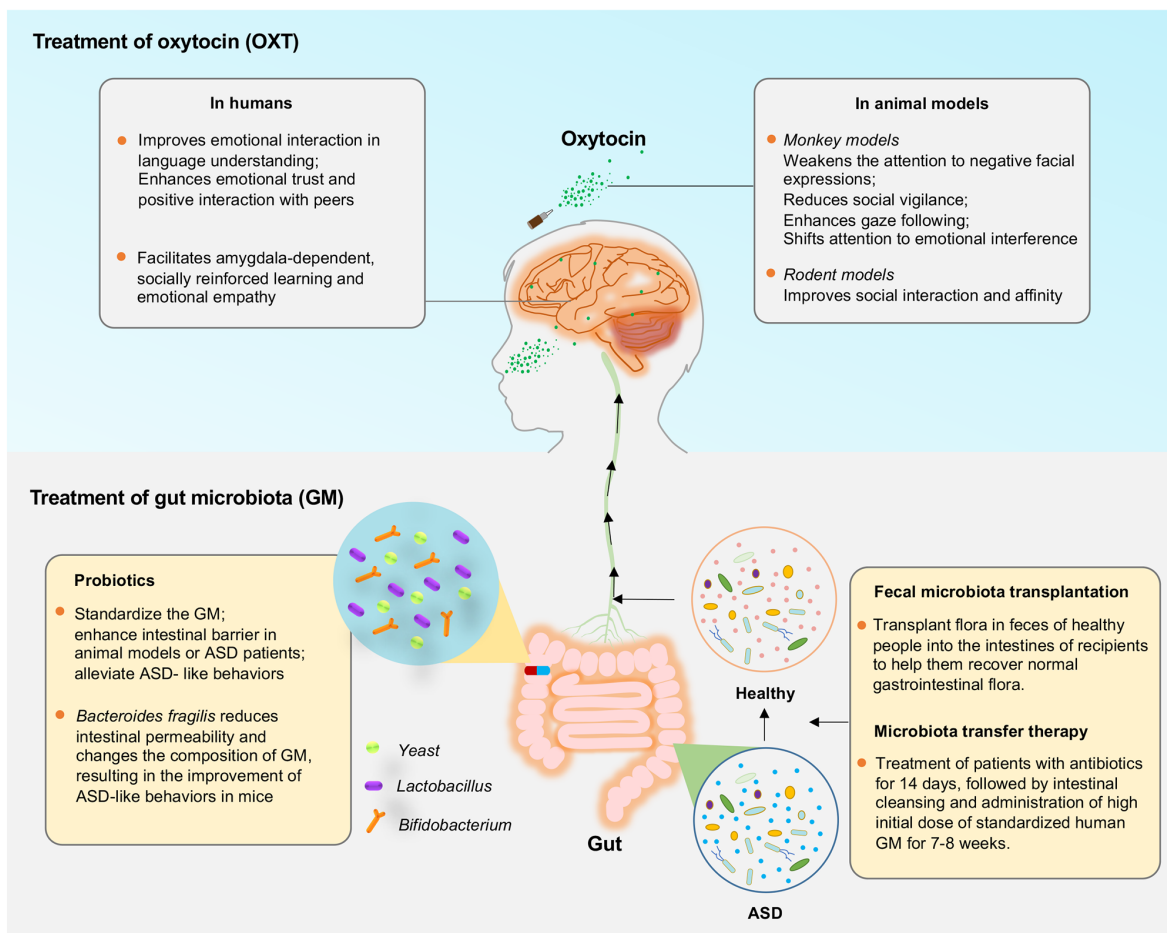 Treatment of oxytocin (OXT)
In humans
Improves emotional interaction in
language understanding;
Enhances emotional trust and
positive interaction with peers
Facilitates amygdala-dependent,
socially reinforced learning and
emotional empathy
Oxytocin
In animal models
Monkey models
Weakens the attention to negative facial
expressions;
Reduces social vigilance;
Enhances gaze following;
Shifts attention to emotional interference
Rodent models
Improves social interaction and affinity
Treatment of gut microbiota (GM)
Probiotics
Standardize the GM;
enhance intestinal barrier in
animal models or ASD patients;
alleviate ASD- like behaviors
Bacteroides fragilis reduces
intestinal permeability and
changes the composition of GM,
resulting in the improvement of
ASD-like behaviors in mice
Yeast
Lactobacillus
Bifidobacterium
Gut
Healthy
ASD
Fecal microbiota transplantation
Transplant flora in feces of healthy
people into the intestines of recipients
to help them recover normal
gastrointestinal flora.
Microbiota transfer therapy
Treatment of patients with antibiotics
for 14 days, followed by intestinal
cleansing and administration of high
initial dose of standardized human
GM for 7-8 weeks.